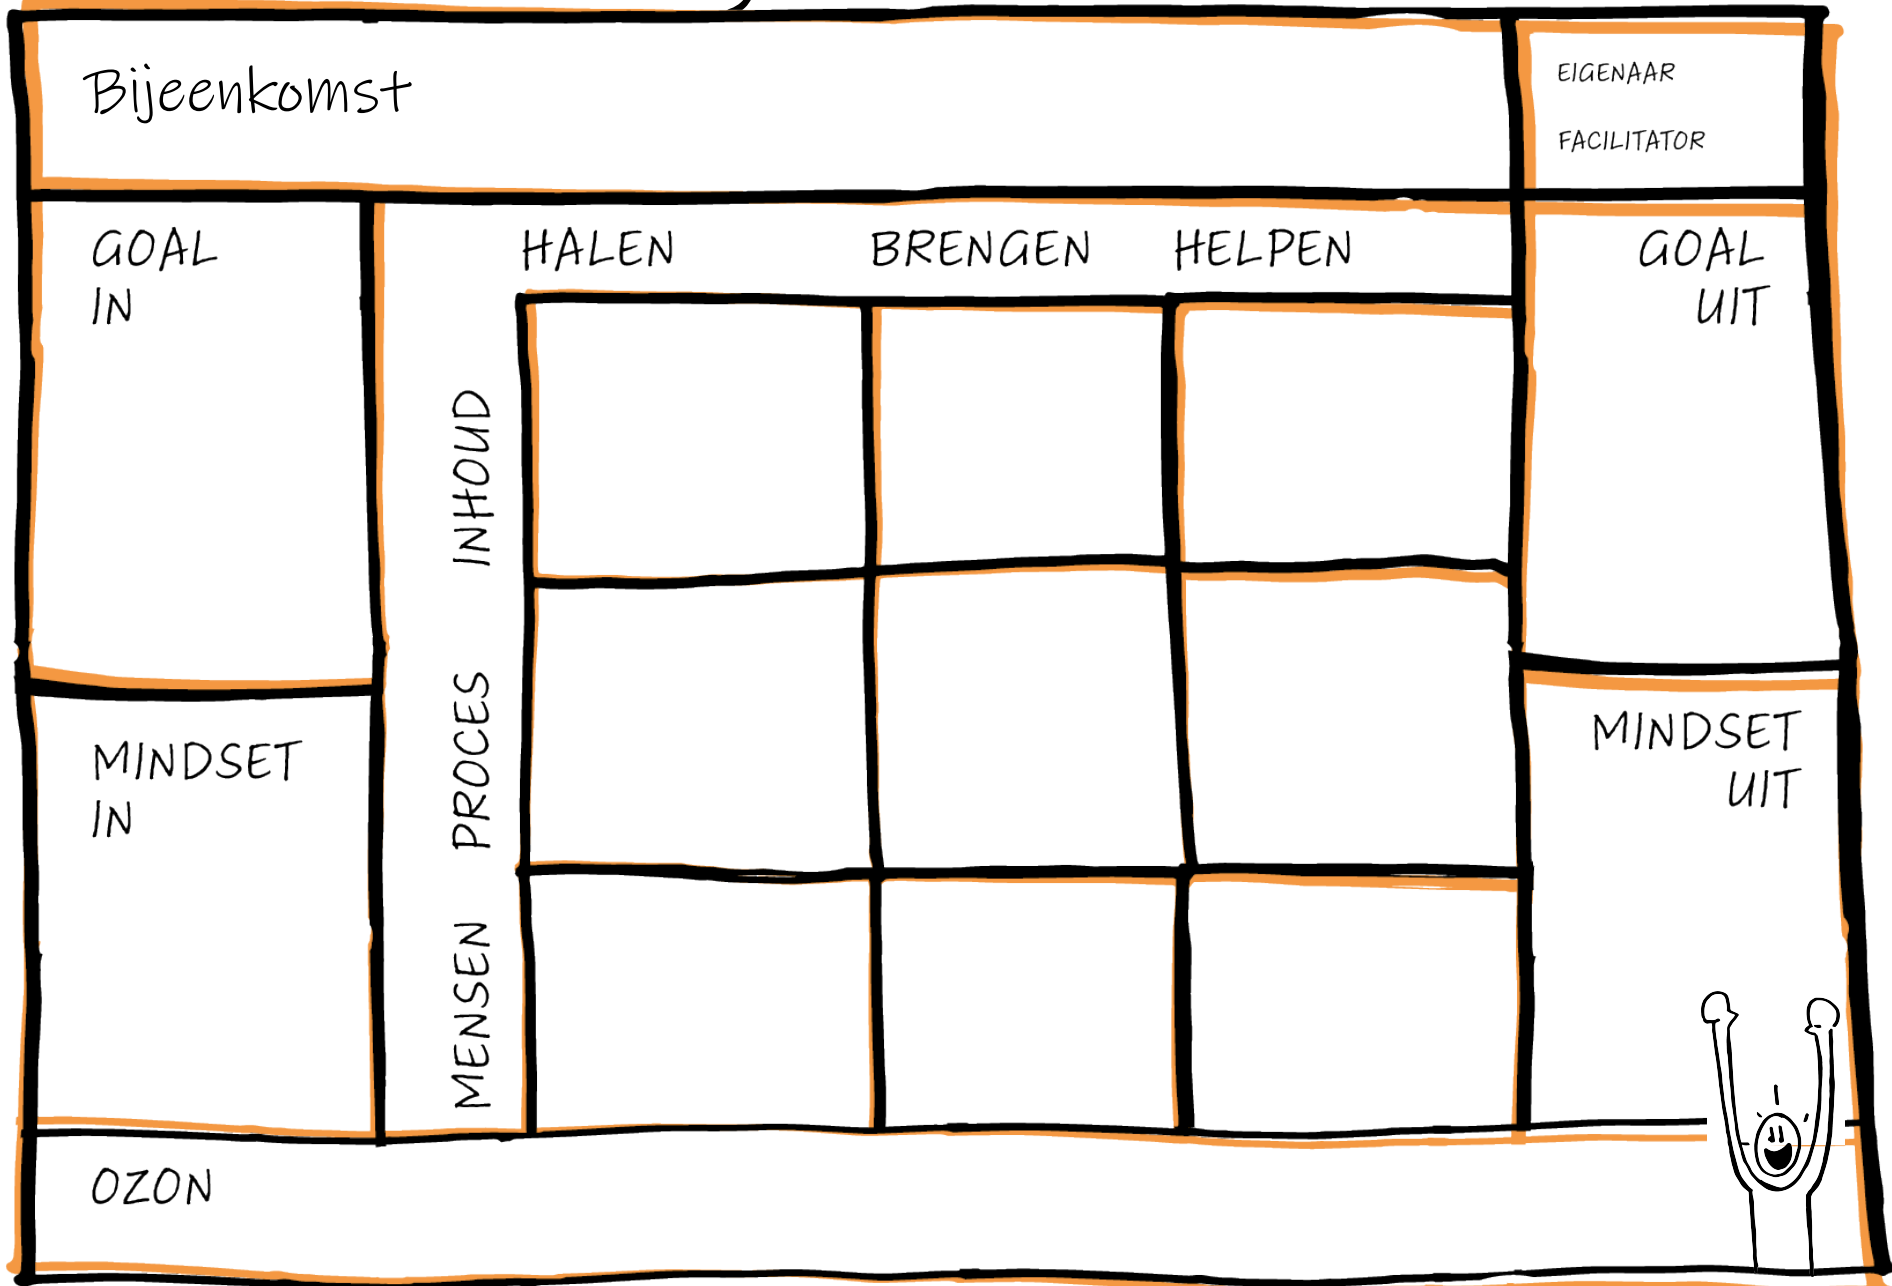 Bijeenkomst
EIGENAAR
FACILITATOR
GOAL
IN
HALEN
BRENGEN
HELPEN
GOAL
UIT
INHOUD
PROCES
MENSEN
MINDSET
IN
MINDSET
UIT
OZON